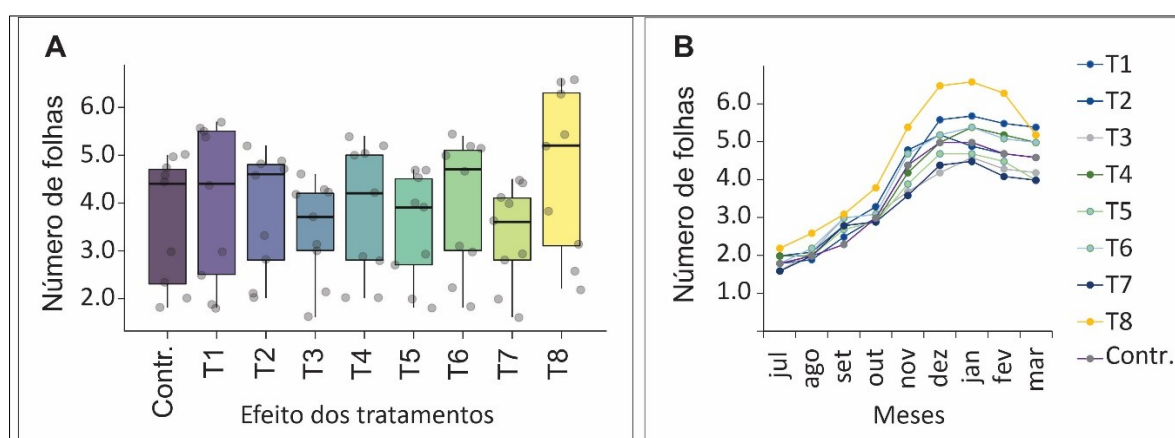 A
Número de folhas
6.0
5.0
4.0
3.0
2.0
Contr.
T1
T2
T3
T4
T5
T6
T7
T8
Efeito dos tratamentos
B
Número de folhas
6.0
5.0
4.0
3.0
2.0
1.0
jul
ago
set
out
nov
dez
jan
fev
mar
Meses
T1
T2
T3
T4
T5
T6
T7
T8
Contr.